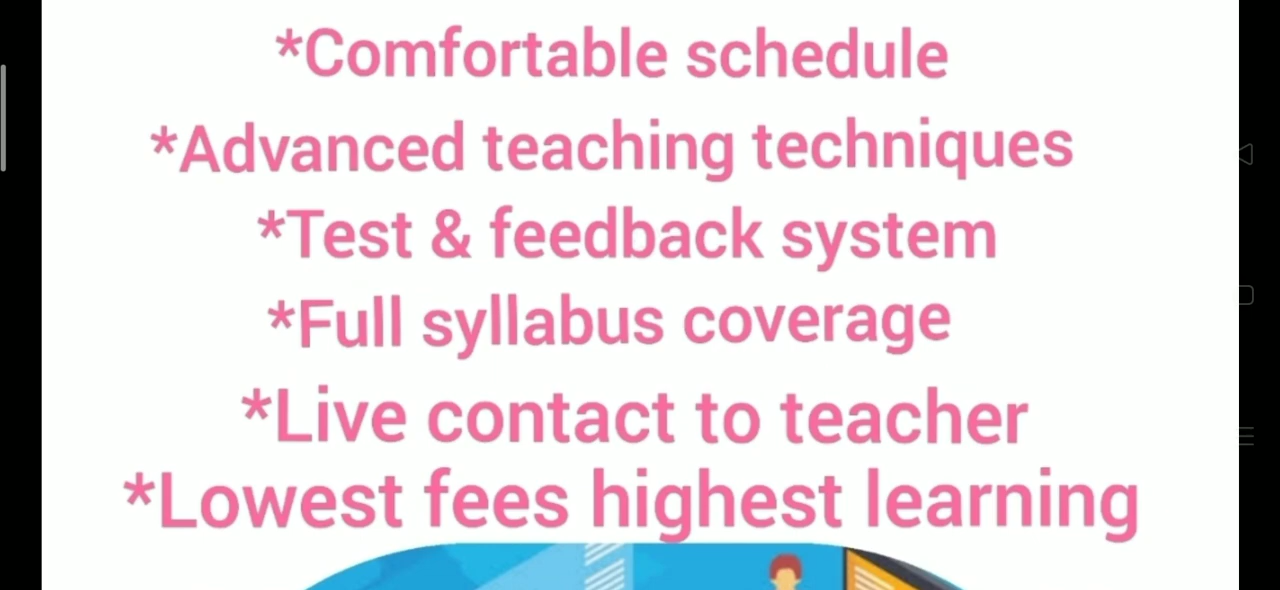 *Comfortable schedule
*Advanced teaching techniques
*Test & feedback system
*Full syllabus coverage
*Live contact to teacher
*Lowest fees highest learning